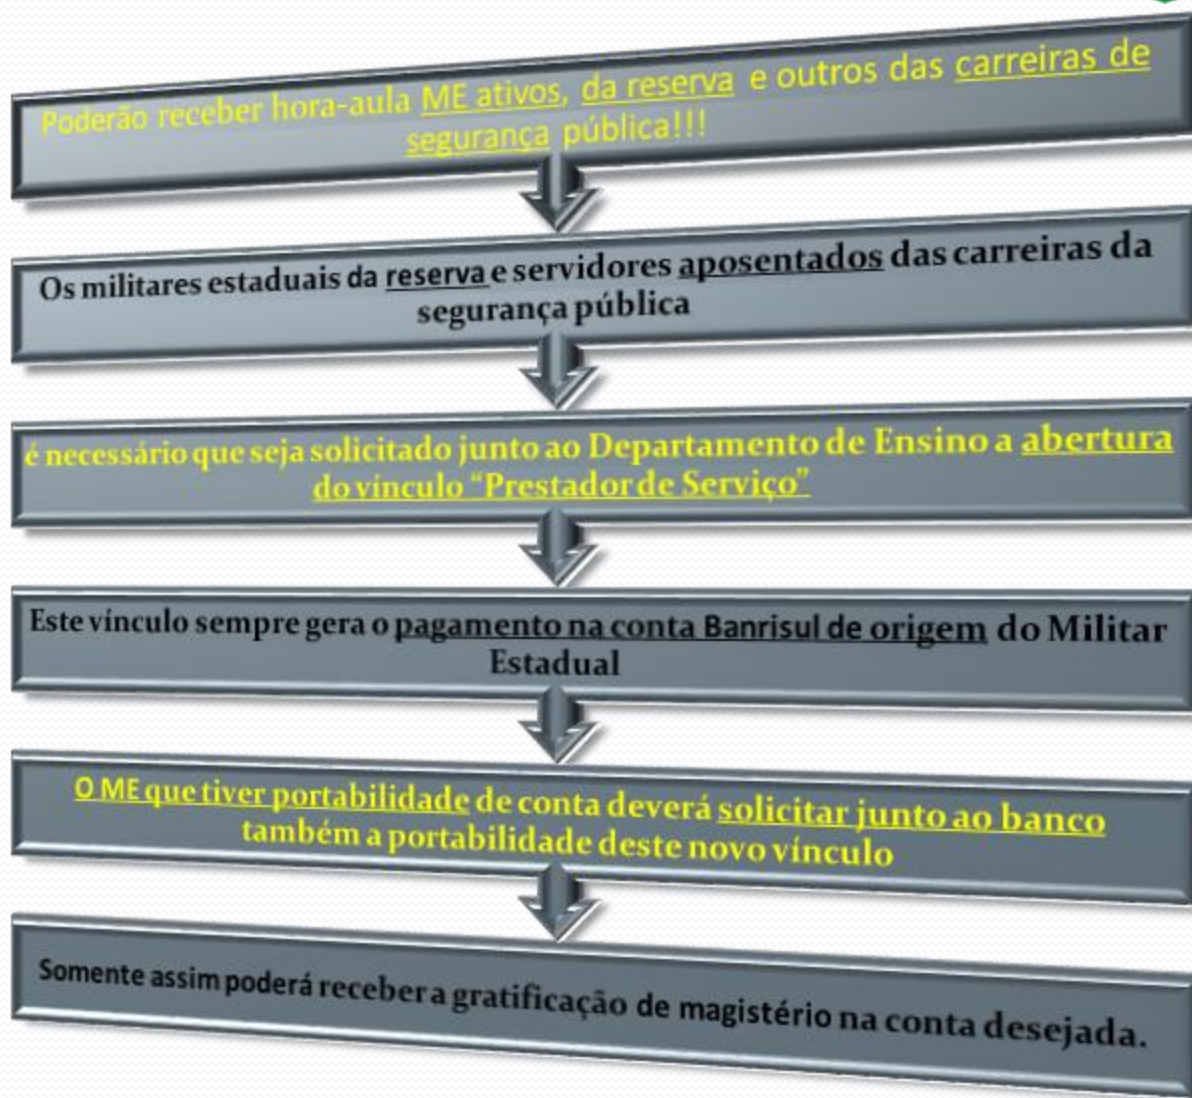 Poderão receber hora-aula ME ativos, da reserva e outros das carreiras de
segurança pública!!!
Os militares estaduais da reserva e servidores aposentados das carreiras da
segurança pública
é necessário que seja solicitado junto ao Departamento de Ensino a abertura
do vínculo “Prestador de Serviço”
Este vínculo sempre gera o pagamento na conta Banrisul de origem do Militar
Estadual
O ME que tiver portabilidade de conta deverá solicitar junto ao banco
também a portabilidade deste novo vínculo
Somente assim poderá receber a gratificação de magistério na conta desejada.